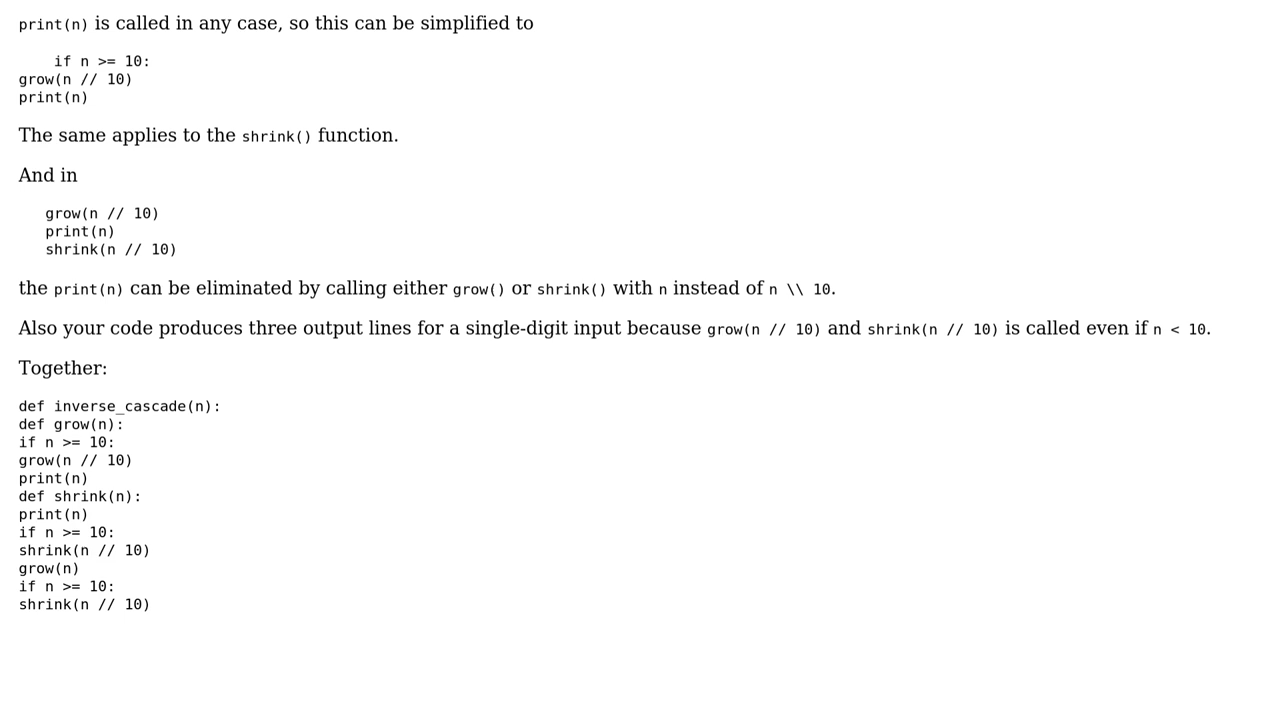 print(n) is called in any case, so this can be simplified to
    if n >= 10:
grow(n // 10)
print(n)
The same applies to the shrink() function.
And in
   grow(n // 10)
   print(n)
   shrink(n // 10)
the print(n) can be eliminated by calling either grow() or shrink() with n instead of n \\ 10.
Also your code produces three output lines for a single-digit input because grow(n // 10) and shrink(n // 10) is called even if n < 10.
Together:
def inverse_cascade(n):
def grow(n):
if n >= 10:
grow(n // 10)
print(n)
def shrink(n):
print(n)
if n >= 10:
shrink(n // 10)
grow(n)
if n >= 10:
shrink(n // 10)